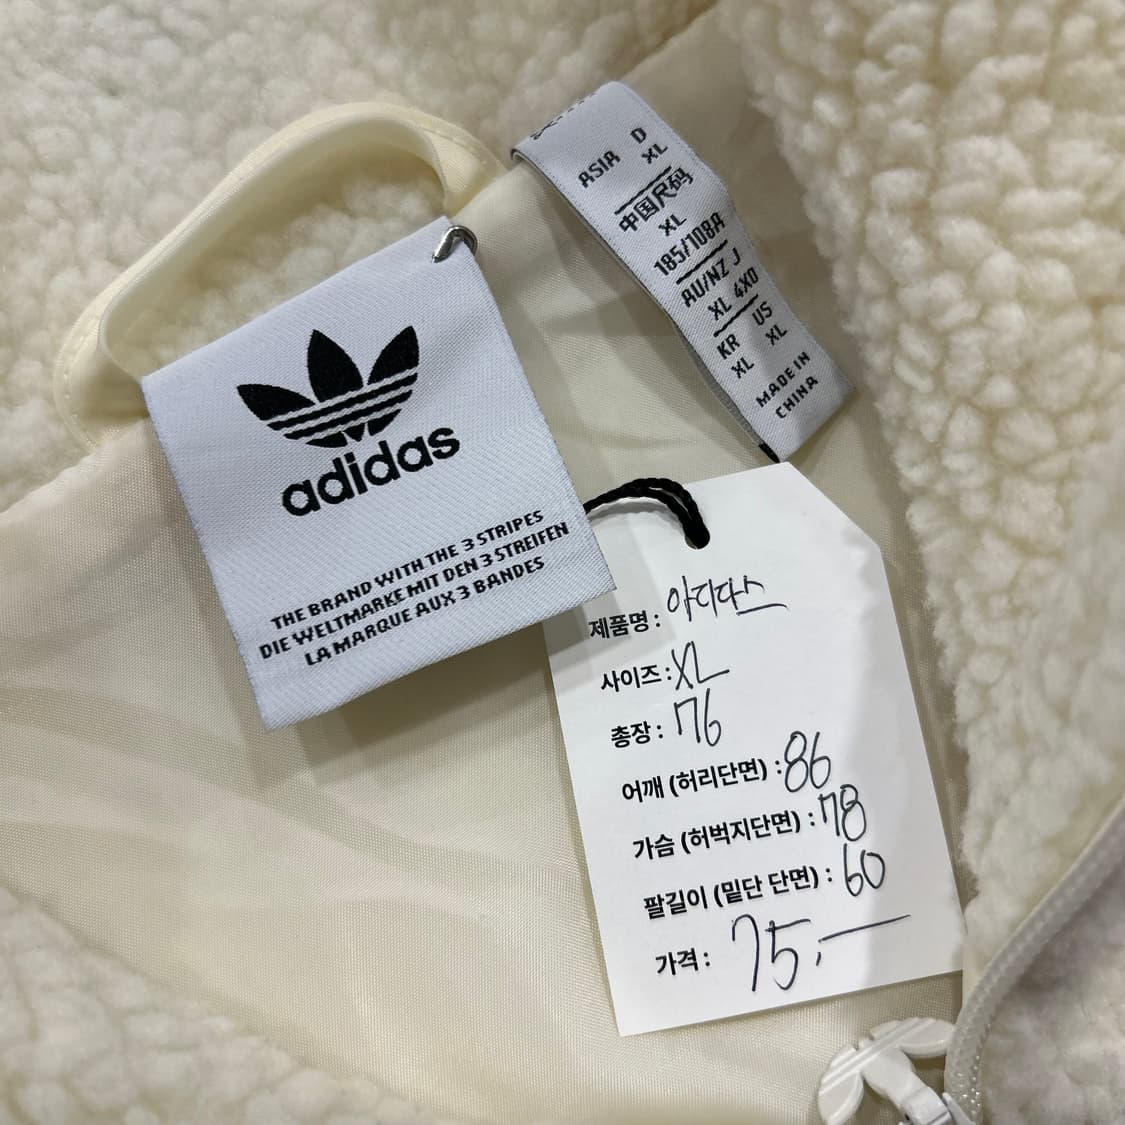 adidas
THE BRAND WITH THE 3 STRIPES
DIE WELTMARKE MIT DEN 3 STREIFEN
LA MARQUE AUX 3 BANDES
ASIA D
XL
中国尺码
XL
185/108A
AU/NZ J
XL 4XO
KR US
XL XL
MADE IN
CHINA
제품명 : 아디다스
사이즈 : XL
총장 : 76
어깨 (허리단면) : 86
가슴 (허벅지단면) : 78
팔길이 (밑단 단면) : 60
가격 : 75,—